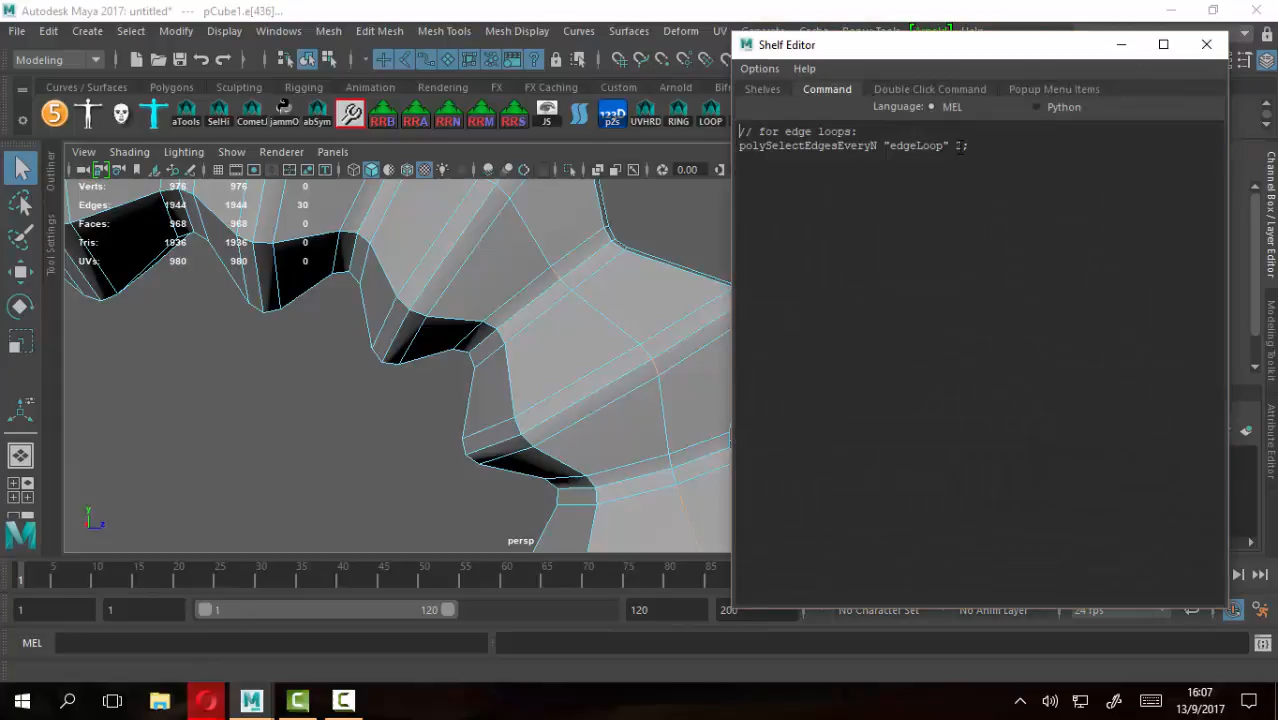 Autodesk Maya 2017: untitled* --- pCube1.e[436]...
File Edit Create Select Modify Display Windows Mesh Edit Mesh Mesh Tools Mesh Display Curves Surfaces Deform UV
Modeling
Curves / Surfaces Polygons Sculpting Rigging Animation Rendering FX FX Caching Custom Arnold
5 aTools SelHi CometJ jammO abSym RRB RRA RRN RRM RRS JS 123D p2s UVHRD RING LOOP
View Shading Lighting Show Renderer Panels
0.00
Verts: 976 976 0
Edges: 1944 1944 30
Faces: 968 968 0
Tris: 1836 1836 0
UVs: 980 980 0
Outliner
Tool Settings
persp
y
z
Shelf Editor
Options Help
Shelves Command Double Click Command Popup Menu Items
Language: MEL Python
// for edge loops:
polySelectEdgesEveryN "edgeLoop"
Channel Box / Layer Editor
Modeling Toolkit
Attribute Editor
1 5 10 15 20 25 30 35 40 45 50 55 60 65 70 75 80 85
1 1 1 120 120 200 No Character Set No Anim Layer 24 fps
MEL
16:07
13/9/2017